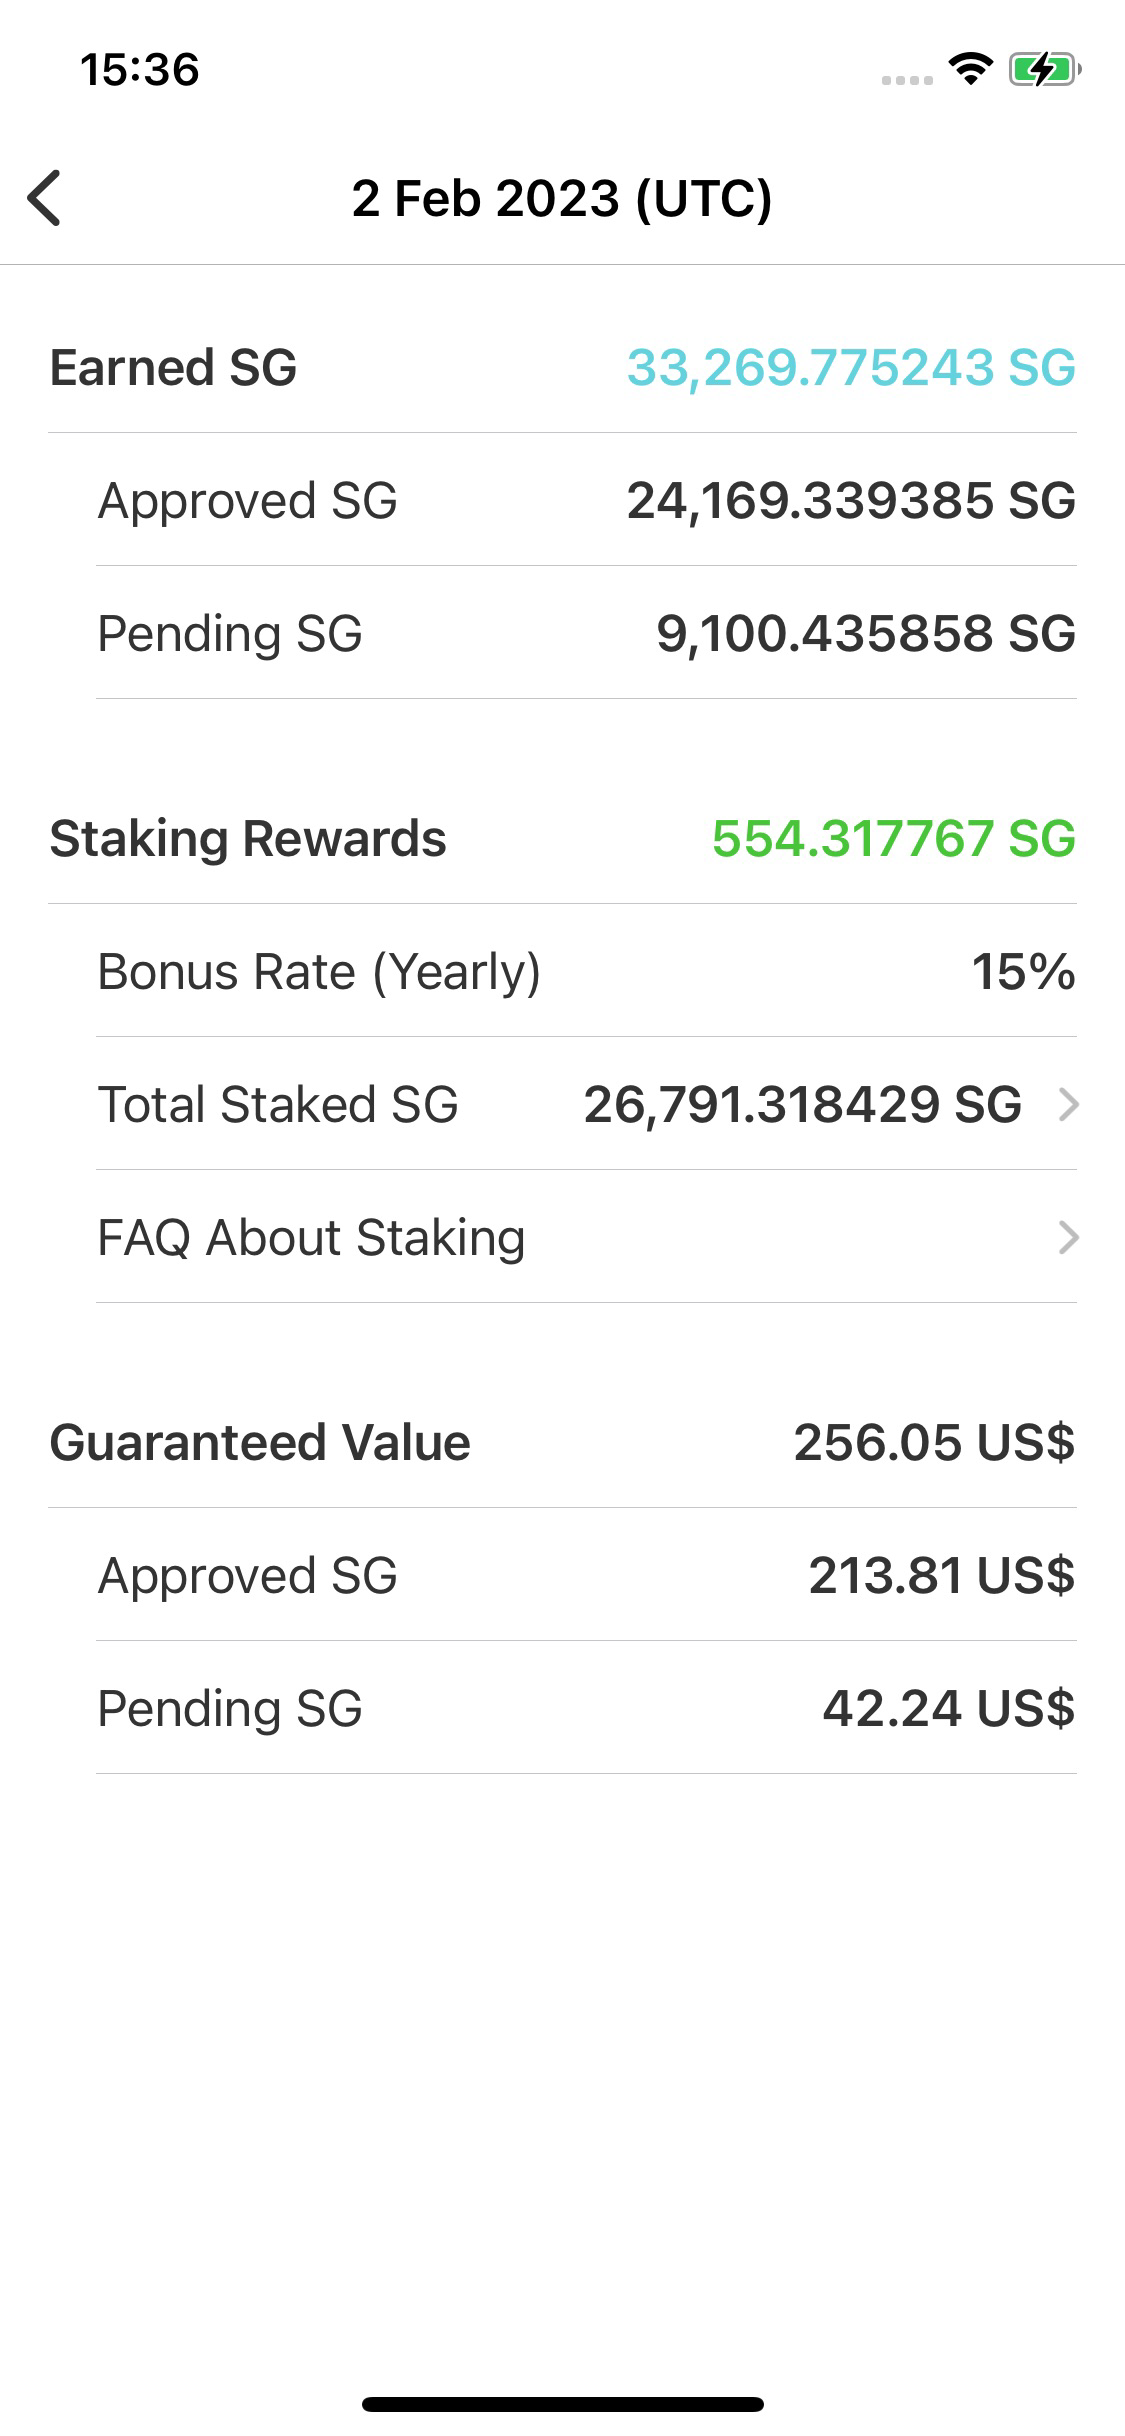 15:36
2 Feb 2023 (UTC)
Earned SG 33,269.775243 SG
Approved SG 24,169.339385 SG
Pending SG 9,100.435858 SG
Staking Rewards 554.317767 SG
Bonus Rate (Yearly) 15%
Total Staked SG 26,791.318429 SG
FAQ About Staking
Guaranteed Value 256.05 US$
Approved SG 213.81 US$
Pending SG 42.24 US$